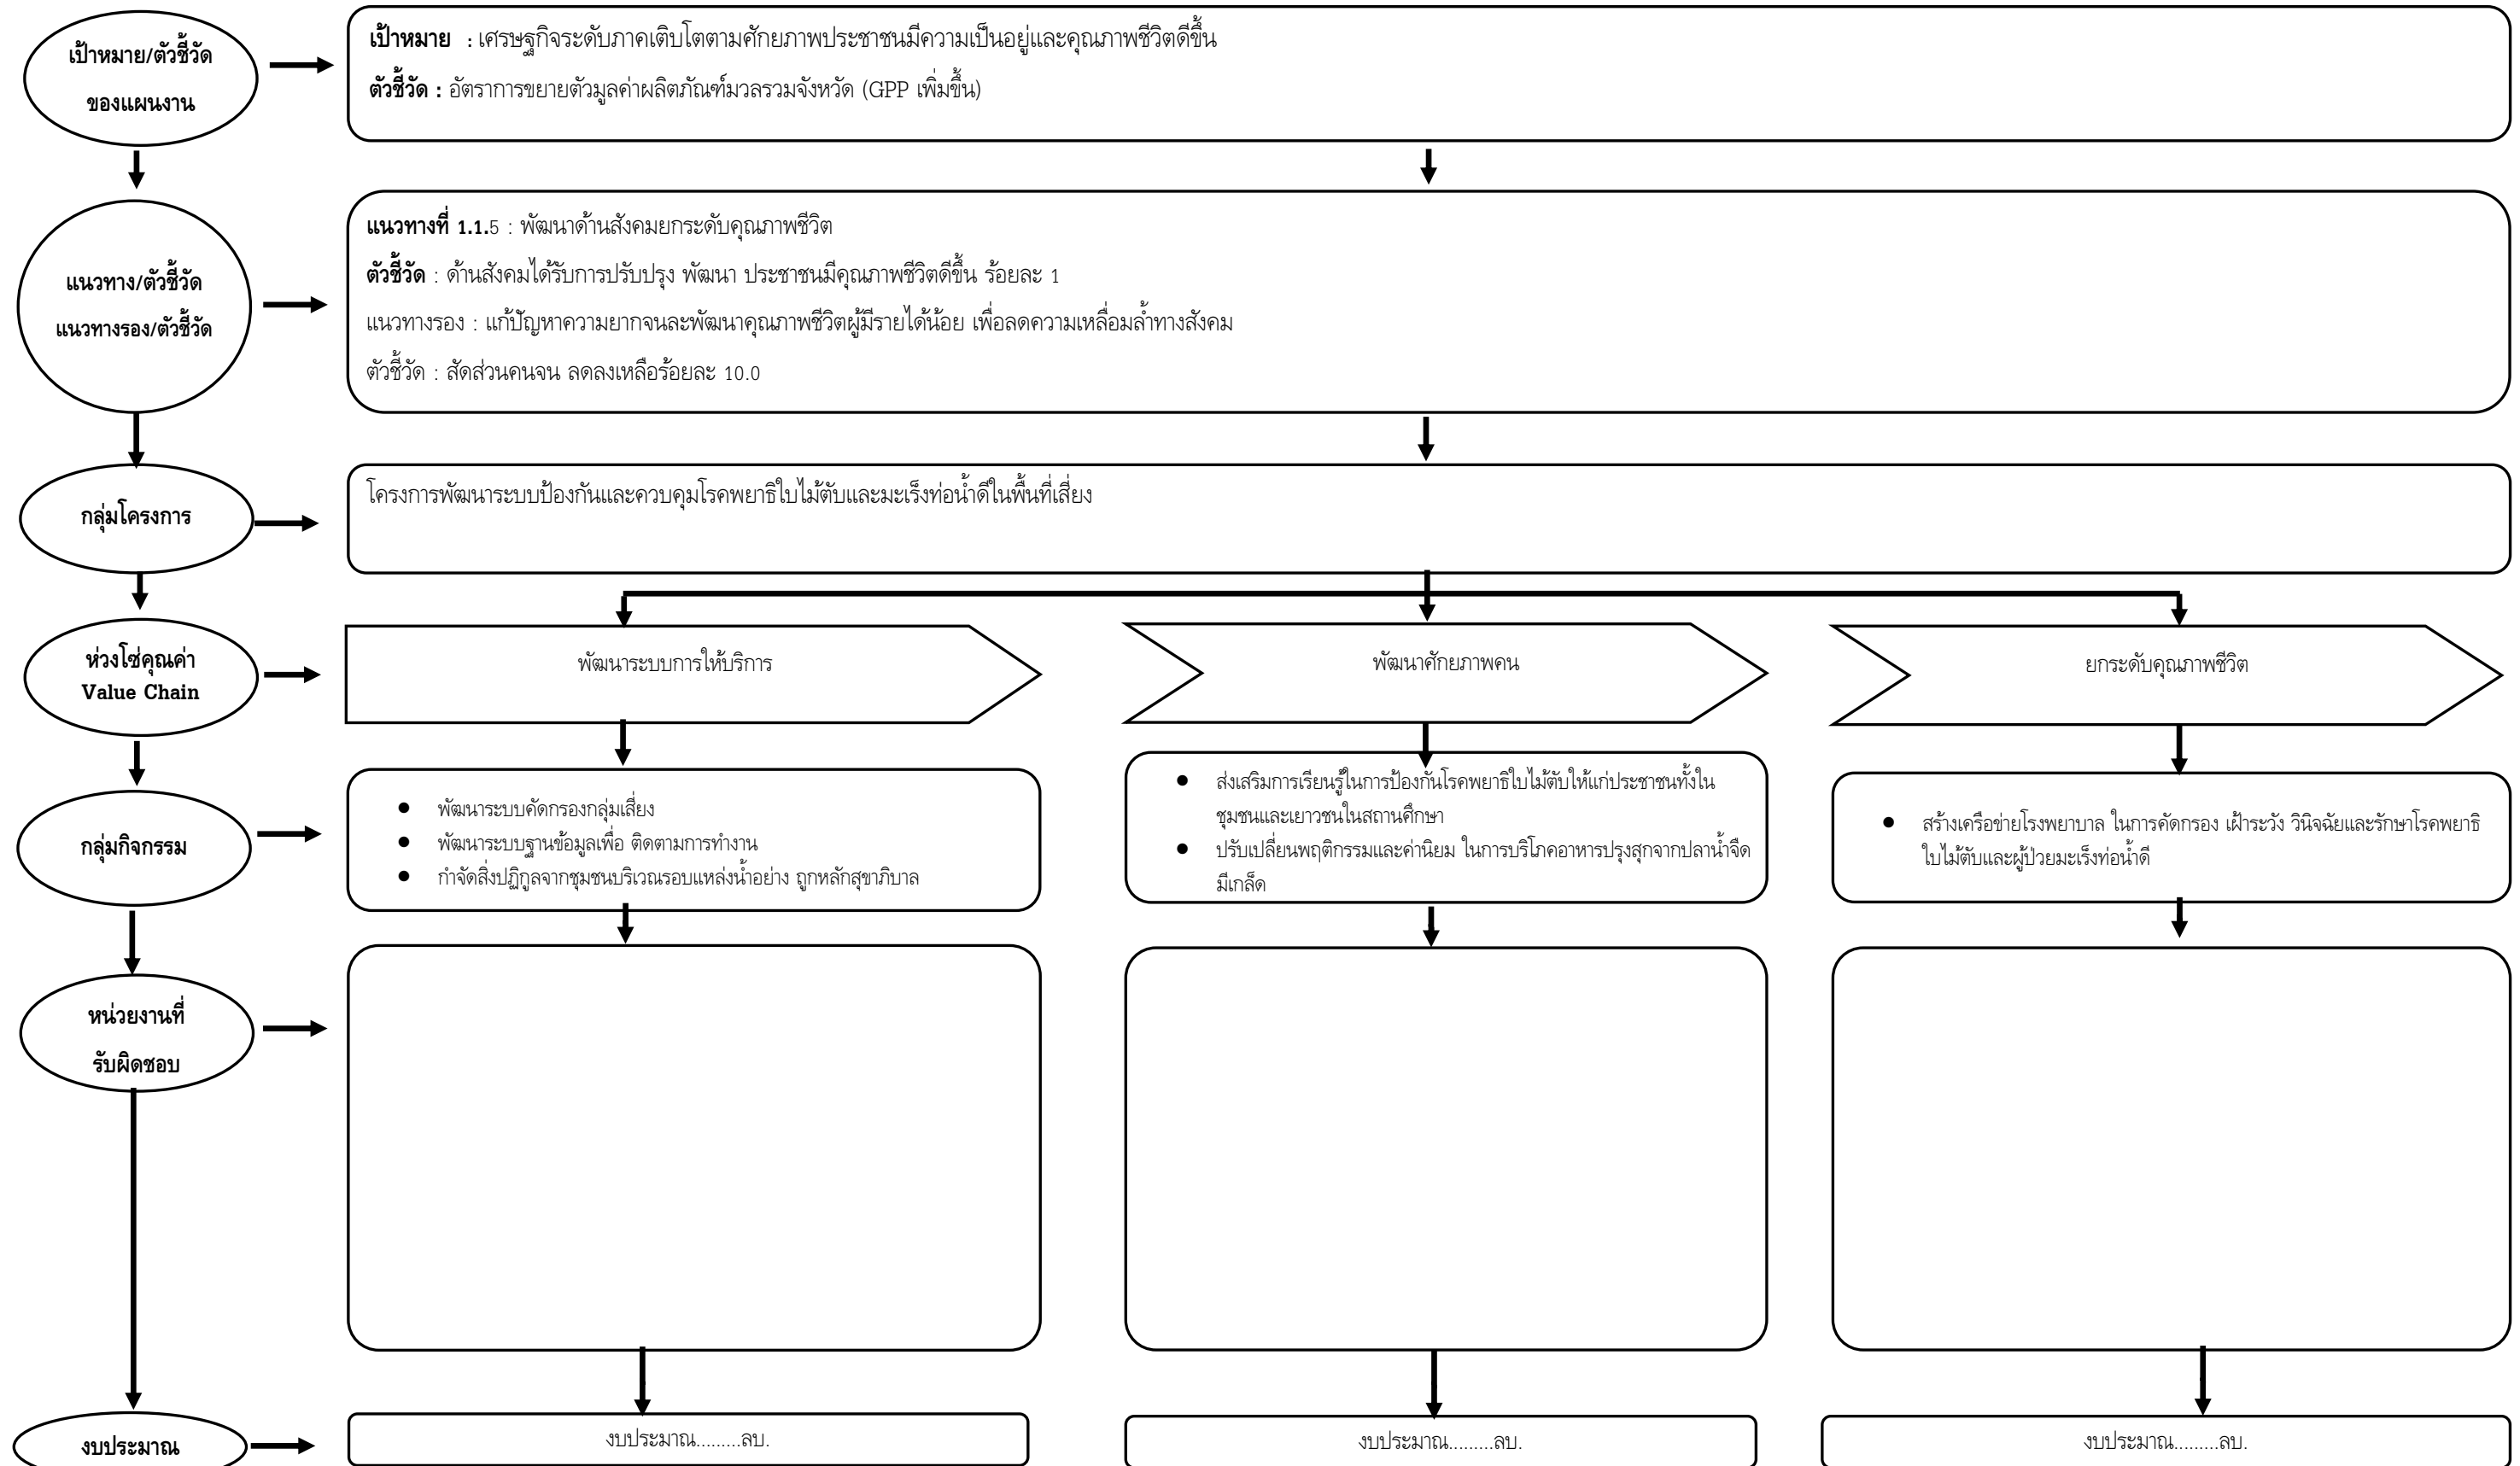 เป้าหมาย/ตัวชี้วัด
ของแผนงาน
เป้าหมาย : เศรษฐกิจระดับภาคเติบโตตามศักยภาพประชาชนมีความเป็นอยู่และคุณภาพชีวิตดีขึ้น
ตัวชี้วัด : อัตราการขยายตัวมูลค่าผลิตภัณฑ์มวลรวมจังหวัด (GPP เพิ่มขึ้น)
แนวทาง/ตัวชี้วัด
แนวทางรอง/ตัวชี้วัด
แนวทางที่ 1.1.5 : พัฒนาด้านสังคมยกระดับคุณภาพชีวิต
ตัวชี้วัด : ด้านสังคมได้รับการปรับปรุง พัฒนา ประชาชนมีคุณภาพชีวิตดีขึ้น ร้อยละ 1
แนวทางรอง : แก้ปัญหาความยากจนละพัฒนาคุณภาพชีวิตผู้มีรายได้น้อย เพื่อลดความเหลื่อมล้ำทางสังคม
ตัวชี้วัด : สัดส่วนคนจน ลดลงเหลือร้อยละ 10.0
กลุ่มโครงการ
โครงการพัฒนาระบบป้องกันและควบคุมโรคพยาธิใบไม้ตับและมะเร็งท่อน้ำดีในพื้นที่เสี่ยง
ห่วงโซ่คุณค่า
Value Chain
พัฒนาระบบการให้บริการ
พัฒนาศักยภาพคน
ยกระดับคุณภาพชีวิต
กลุ่มกิจกรรม
● พัฒนาระบบคัดกรองกลุ่มเสี่ยง
● พัฒนาระบบฐานข้อมูลเพื่อ ติดตามการทำงาน
● กำจัดสิ่งปฏิกูลจากชุมชนบริเวณรอบแหล่งน้ำอย่าง ถูกหลักสุขาภิบาล
● ส่งเสริมการเรียนรู้ในการป้องกันโรคพยาธิใบไม้ตับให้แก่ประชาชนทั้งใน
ชุมชนและเยาวชนในสถานศึกษา
● ปรับเปลี่ยนพฤติกรรมและค่านิยม ในการบริโภคอาหารปรุงสุกจากปลาน้ำจืด
มีเกล็ด
● สร้างเครือข่ายโรงพยาบาล ในการคัดกรอง เฝ้าระวัง วินิจฉัยและรักษาโรคพยาธิ
ใบไม้ตับและผู้ป่วยมะเร็งท่อน้ำดี
หน่วยงานที่
รับผิดชอบ
งบประมาณ
งบประมาณ.........ลบ.
งบประมาณ.........ลบ.
งบประมาณ.........ลบ.